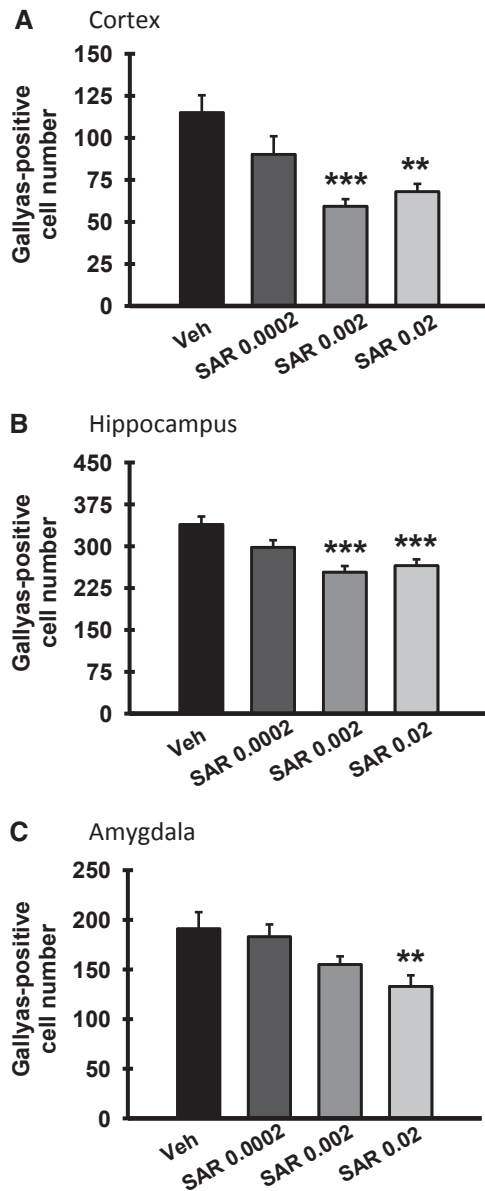 A Cortex
150
125
100
75
50
25
0
Gallyas-positive
cell number
*** **
Veh SAR 0.0002 SAR 0.002 SAR 0.02
B Hippocampus
450
375
300
225
150
75
0
Gallyas-positive
cell number
*** ***
Veh SAR 0.0002 SAR 0.002 SAR 0.02
C Amygdala
250
200
150
100
50
0
Gallyas-positive
cell number
**
Veh SAR 0.0002 SAR 0.002 SAR 0.02